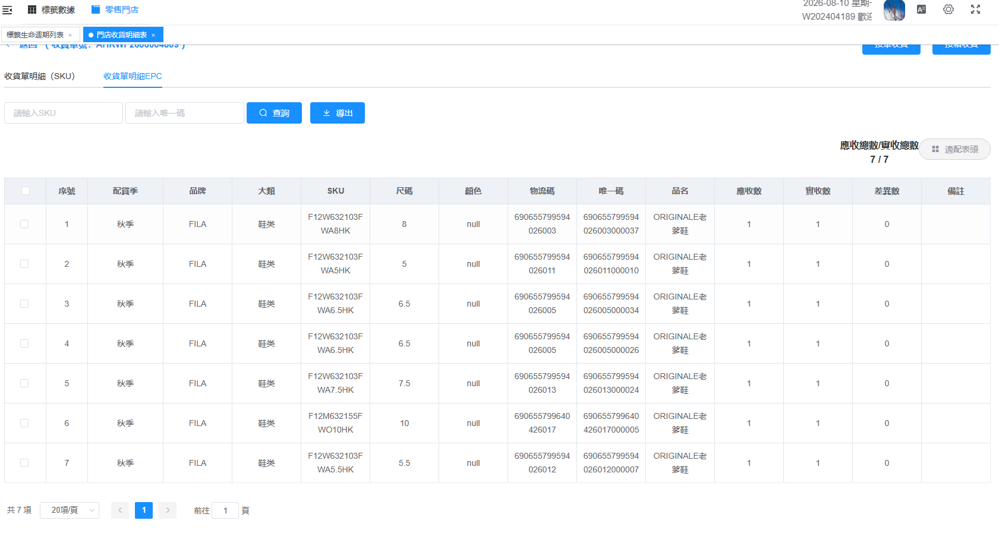 標籤數據 零售門店 2026-08-10
W202404189 歡迎
標籤生命週期列表 × 門店收貨明細表 ×
收貨單明細（SKU） 收貨單明細EPC
請輸入SKU 請輸入唯一碼 查詢 導出
應收總數/實收總數 適配表頭
7 / 7
序號 配貨季 品牌 大類 SKU 尺碼 顏色 物流碼 唯一碼 品名 應收數 實收數 差異數 備註
1 秋季 FILA 鞋类 F12W632103FWA8HK 8 null 690655799594026003 690655799594026003000037 ORIGINALE老爹鞋 1 1 0
2 秋季 FILA 鞋类 F12W632103FWA5HK 5 null 690655799594026011 690655799594026011000010 ORIGINALE老爹鞋 1 1 0
3 秋季 FILA 鞋类 F12W632103FWA6.5HK 6.5 null 690655799594026005 690655799594026005000034 ORIGINALE老爹鞋 1 1 0
4 秋季 FILA 鞋类 F12W632103FWA6.5HK 6.5 null 690655799594026005 690655799594026005000026 ORIGINALE老爹鞋 1 1 0
5 秋季 FILA 鞋类 F12W632103FWA7.5HK 7.5 null 690655799594026013 690655799594026013000024 ORIGINALE老爹鞋 1 1 0
6 秋季 FILA 鞋类 F12M632155FWO10HK 10 null 690655799640426017 690655799640426017000005 ORIGINALE老爹鞋 1 1 0
7 秋季 FILA 鞋类 F12W632103FWA5.5HK 5.5 null 690655799594026012 690655799594026012000007 ORIGINALE老爹鞋 1 1 0
共 7 項 20項/頁 1 前往 1 頁